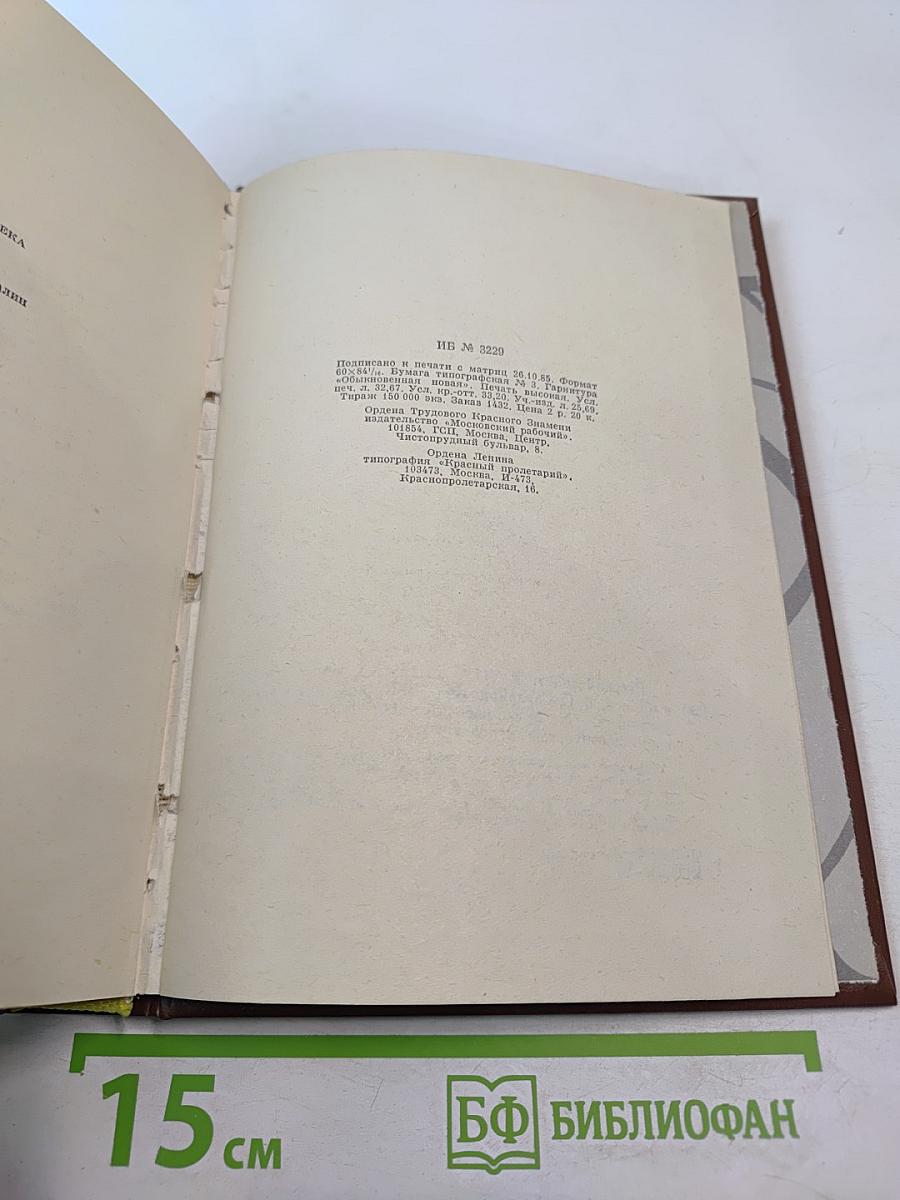 ЕКА
лин
ИБ № 3229
Подписано к печати с матриц 26.10.85. Формат
60×84¹/₁₆. Бумага типографская № 3. Гарнитура
«Обыкновенная новая». Печать высокая. Усл.
печ. л. 32,67. Усл. кр.-отт. 33,20. Уч.-изд. л. 25,69.
Тираж 150 000 экз. Заказ 1432. Цена 2 р. 20 к.
Ордена Трудового Красного Знамени
издательство «Московский рабочий».
101854, ГСП, Москва, Центр,
Чистопрудный бульвар, 8.
Ордена Ленина
типография «Красный пролетарий».
103473, Москва, И-473,
Краснопролетарская, 16.
15 см
БФ БИБЛИОФАН